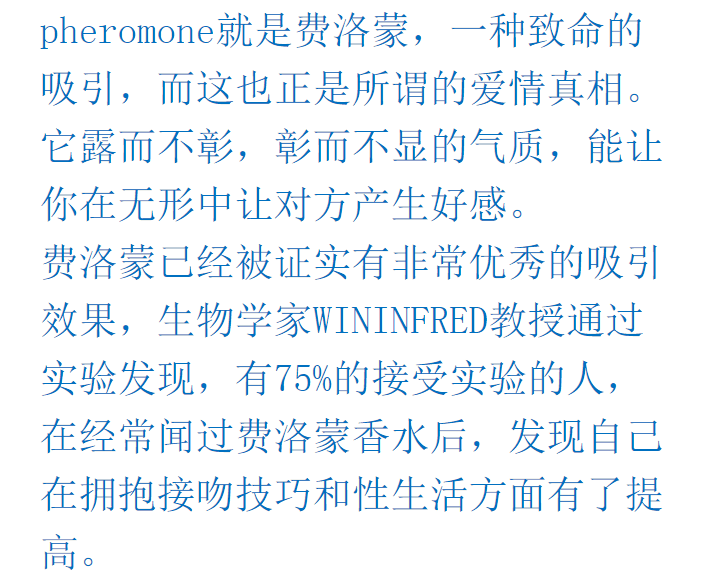 pheromone就是费洛蒙，一种致命的
吸引，而这也正是所谓的爱情真相。
它露而不彰，彰而不显的气质，能让
你在无形中让对方产生好感。
费洛蒙已经被证实有非常优秀的吸引
效果，生物学家WININFRED教授通过
实验发现，有75%的接受实验的人，
在经常闻过费洛蒙香水后，发现自己
在拥抱接吻技巧和性生活方面有了提
高。